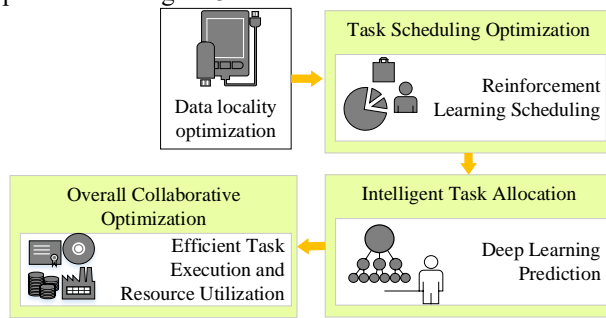 Data locality
optimization
Task Scheduling Optimization
Reinforcement
Learning Scheduling
Intelligent Task Allocation
Deep Learning
Prediction
Overall Collaborative
Optimization
Efficient Task
Execution and
Resource Utilization